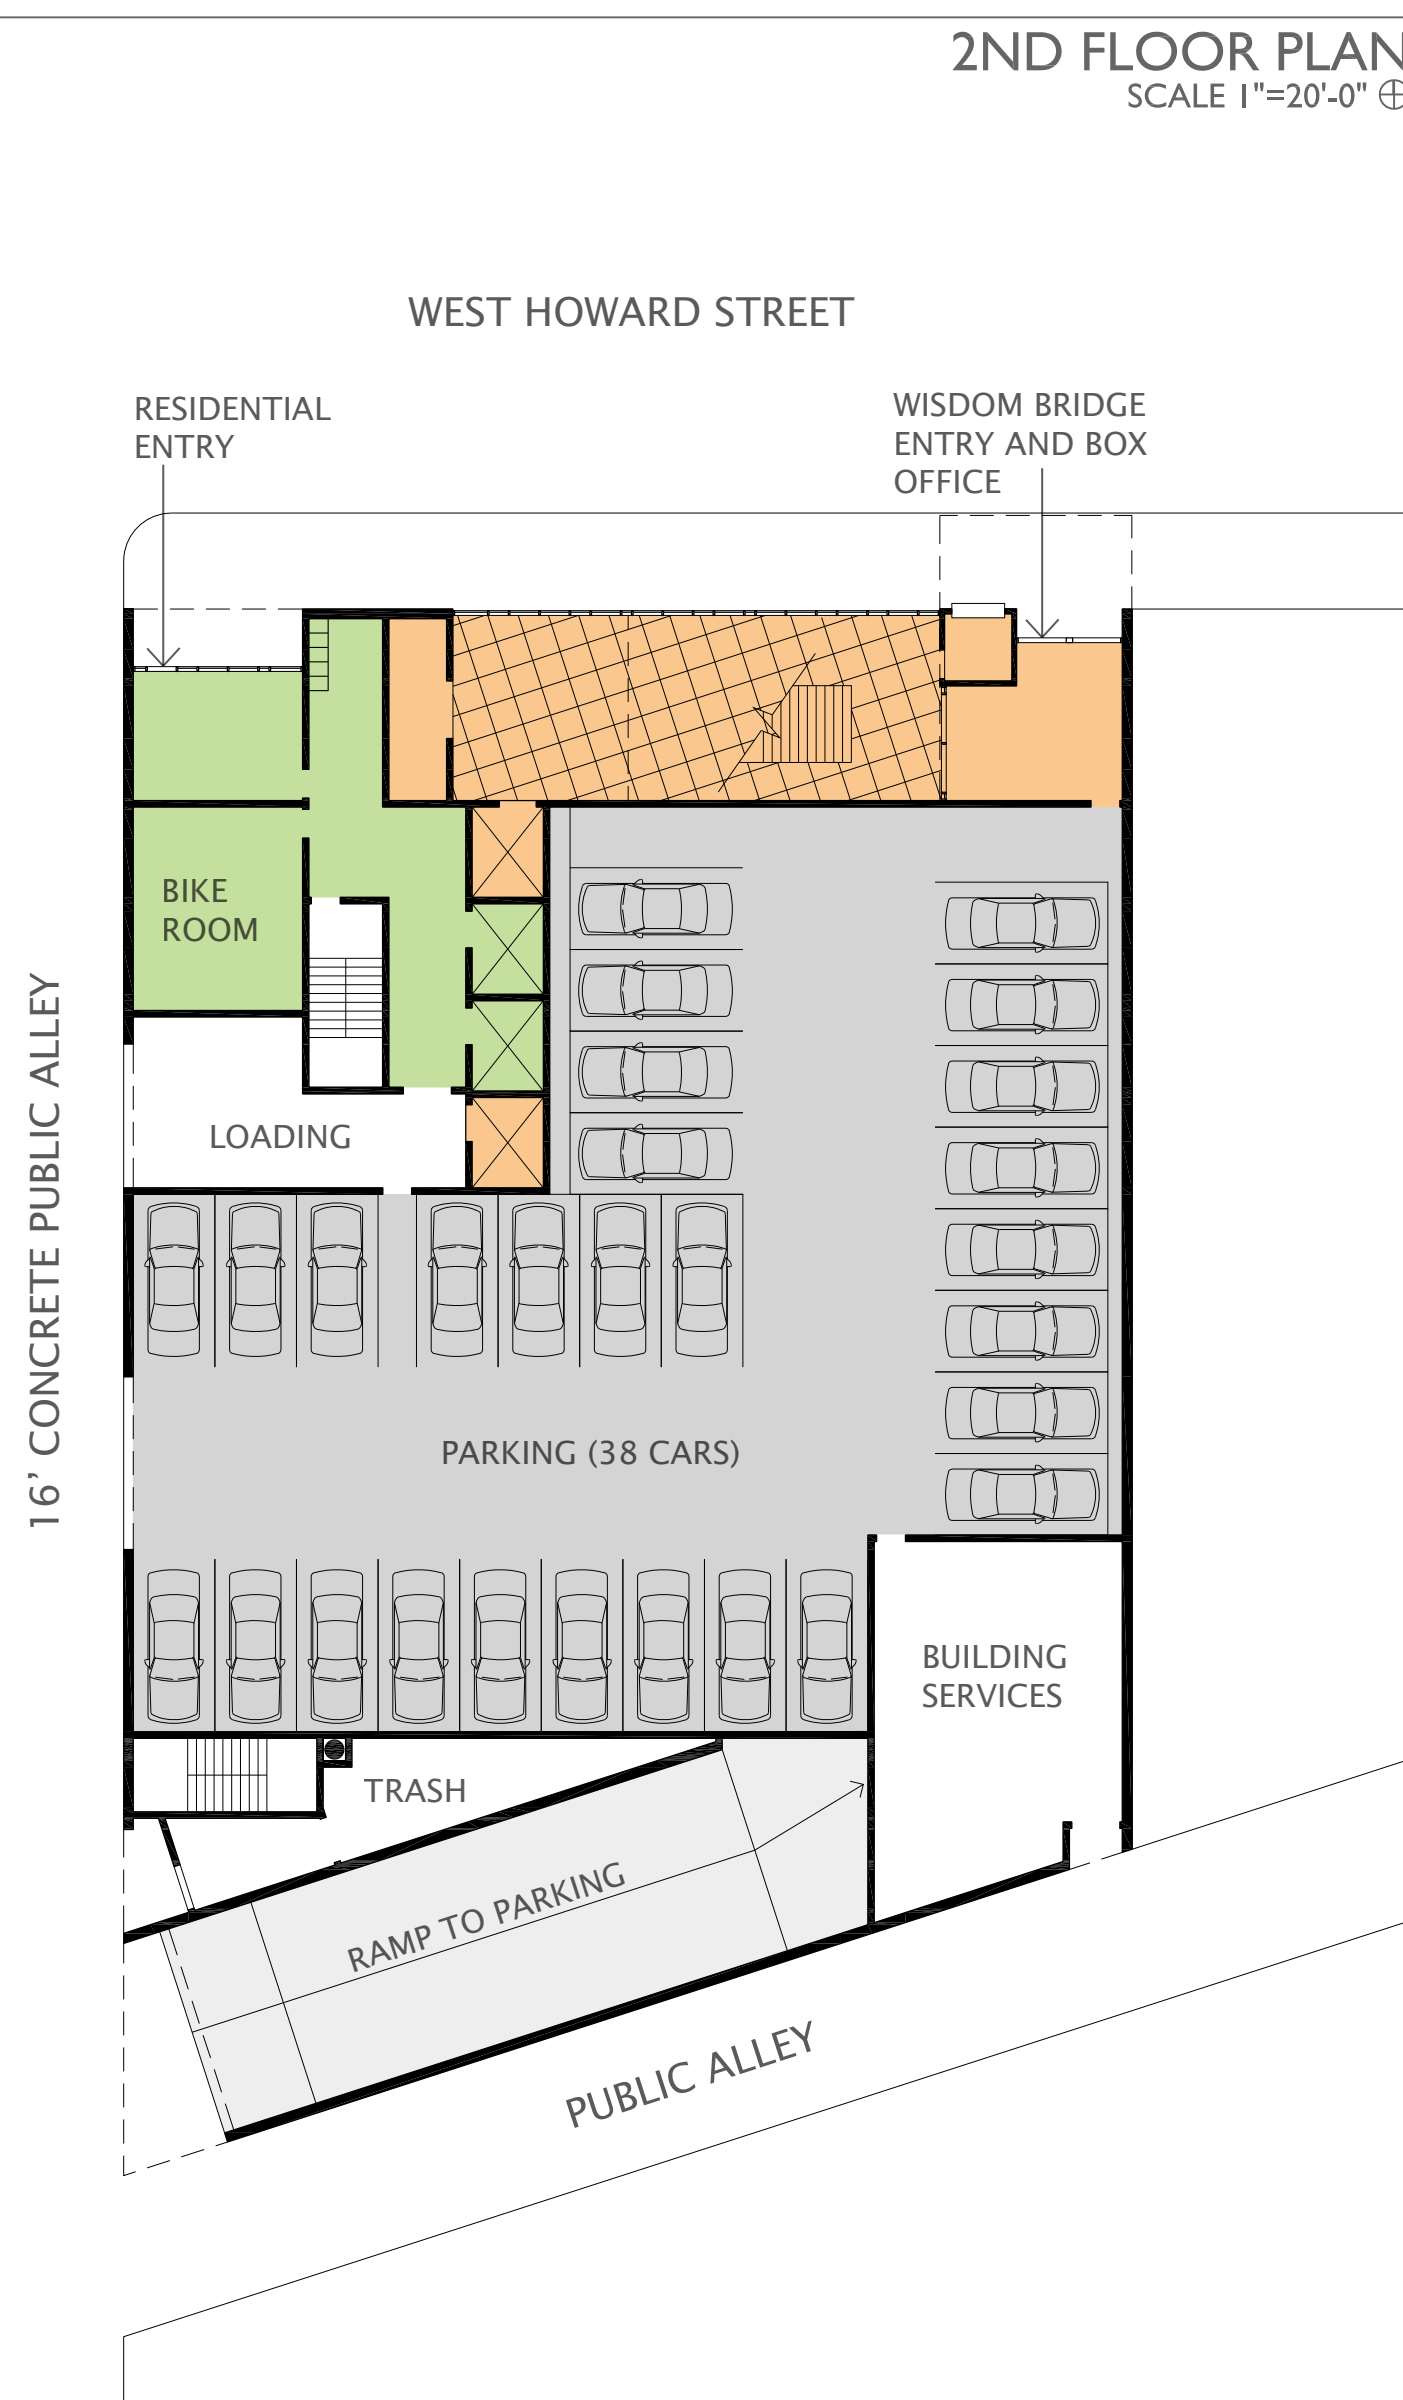 2ND FLOOR PLAN
SCALE 1"=20'-0"
WEST HOWARD STREET
RESIDENTIAL
ENTRY
WISDOM BRIDGE
ENTRY AND BOX
OFFICE
BIKE
ROOM
16' CONCRETE PUBLIC ALLEY
LOADING
PARKING (38 CARS)
BUILDING
SERVICES
TRASH
RAMP TO PARKING
PUBLIC ALLEY